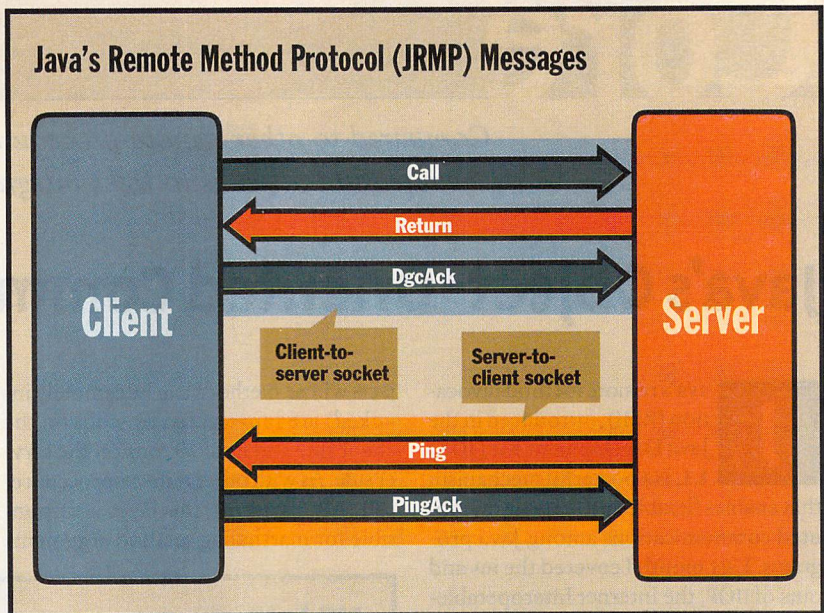 Java's Remote Method Protocol (JRMP) Messages
Call
Return
DgcAck
Client
Server
Client-to-
server socket
Server-to-
client socket
Ping
PingAck